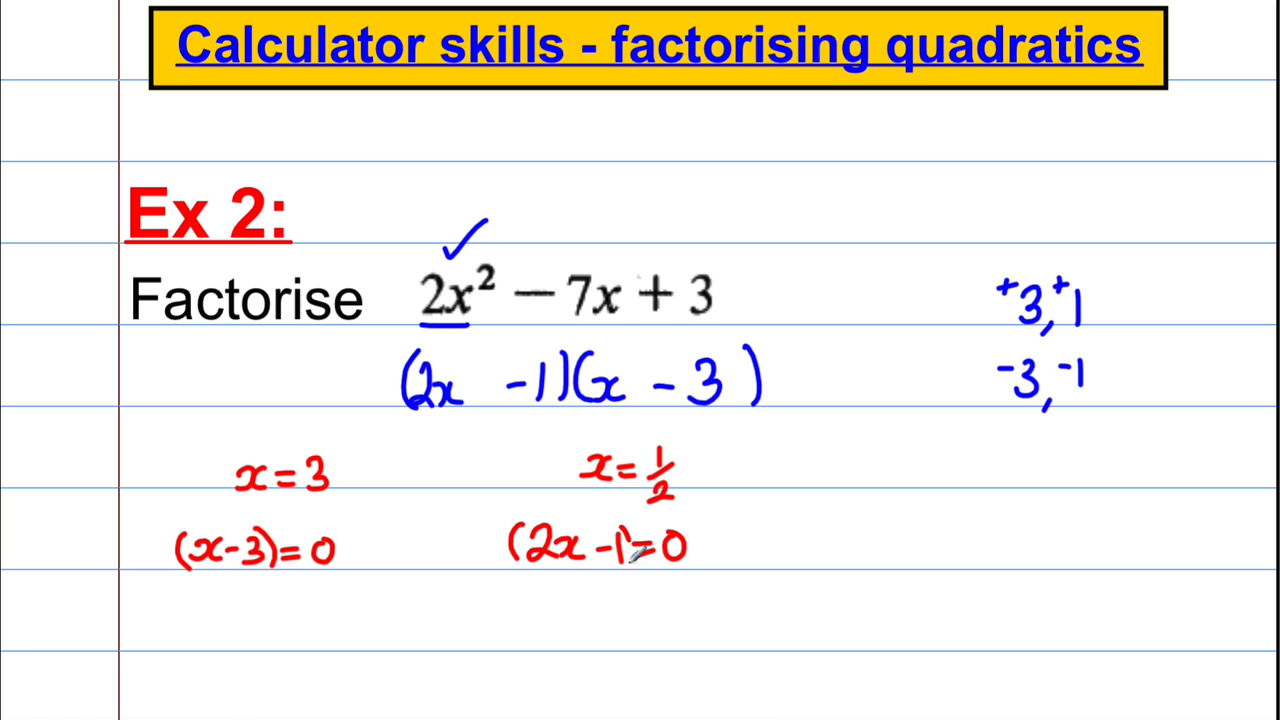 Calculator skills - factorising quadratics
Ex 2:
Factorise 2x² − 7x + 3
+3, +1
(2x -1)(x - 3)
-3, -1
x = 3
x = 1/2
(x-3) = 0
(2x -1) = 0